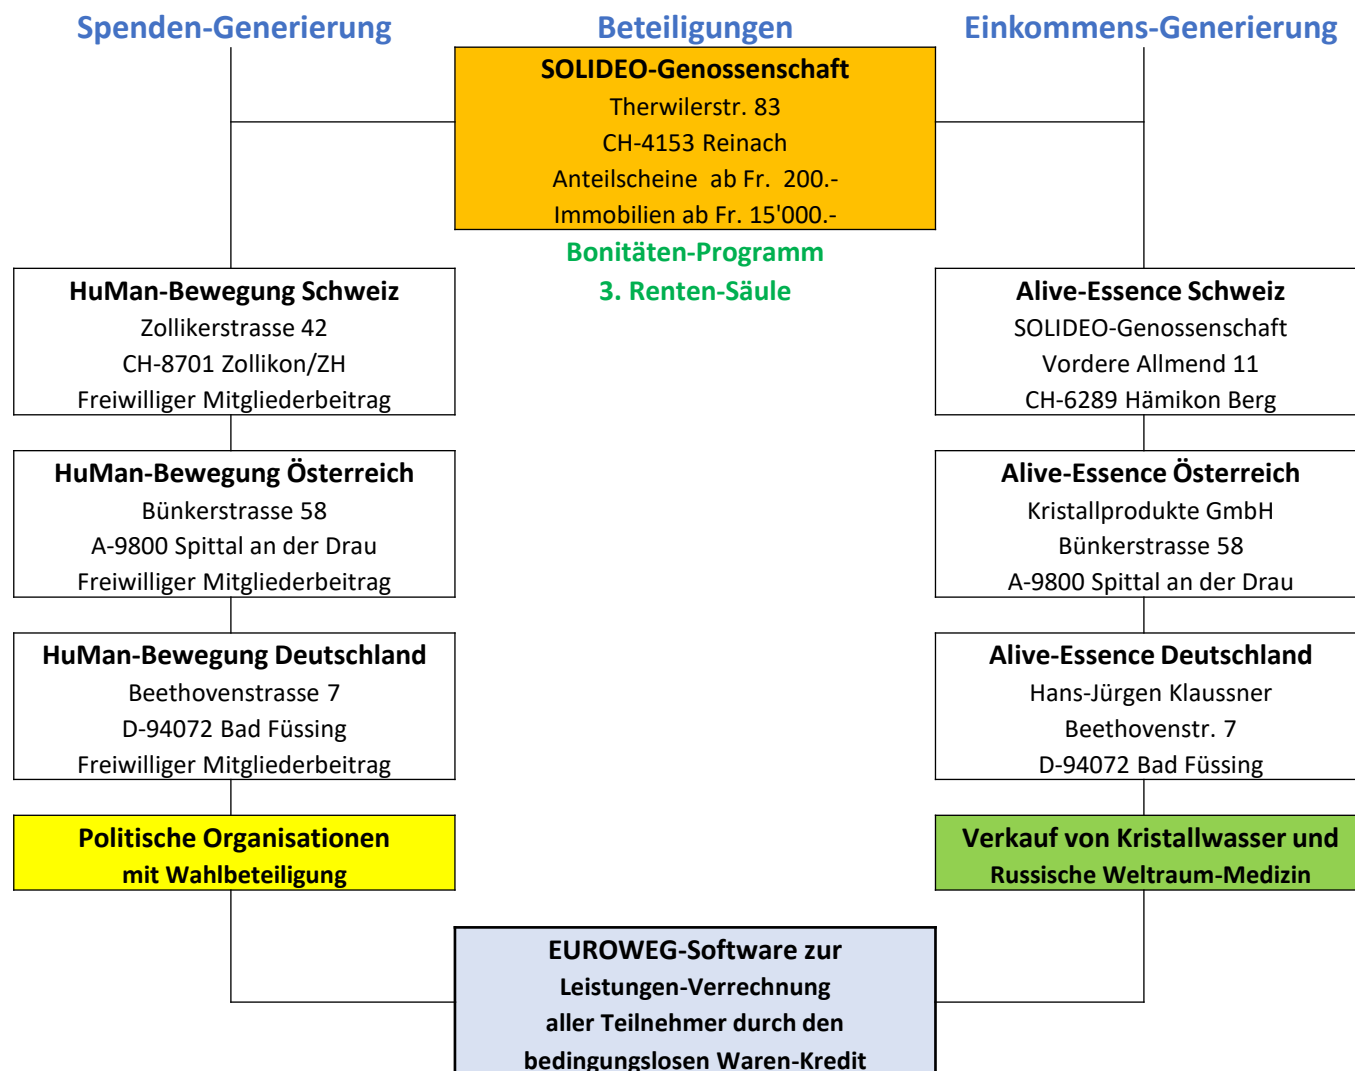 Spenden-Generierung
Beteiligungen
Einkommens-Generierung
SOLIDEO-Genossenschaft
Therwilerstr. 83
CH-4153 Reinach
Anteilscheine ab Fr. 200.-
Immobilien ab Fr. 15'000.-
Bonitäten-Programm
3. Renten-Säule
HuMan-Bewegung Schweiz
Zollikerstrasse 42
CH-8701 Zollikon/ZH
Freiwilliger Mitgliederbeitrag
Alive-Essence Schweiz
SOLIDEO-Genossenschaft
Vordere Allmend 11
CH-6289 Hämikon Berg
HuMan-Bewegung Österreich
Bünkerstrasse 58
A-9800 Spittal an der Drau
Freiwilliger Mitgliederbeitrag
Alive-Essence Österreich
Kristallprodukte GmbH
Bünkerstrasse 58
A-9800 Spittal an der Drau
HuMan-Bewegung Deutschland
Beethovenstrasse 7
D-94072 Bad Füssing
Freiwilliger Mitgliederbeitrag
Alive-Essence Deutschland
Hans-Jürgen Klaussner
Beethovenstr. 7
D-94072 Bad Füssing
Politische Organisationen
mit Wahlbeteiligung
Verkauf von Kristallwasser und
Russische Weltraum-Medizin
EUROWEG-Software zur
Leistungen-Verrechnung
aller Teilnehmer durch den
bedingungslosen Waren-Kredit